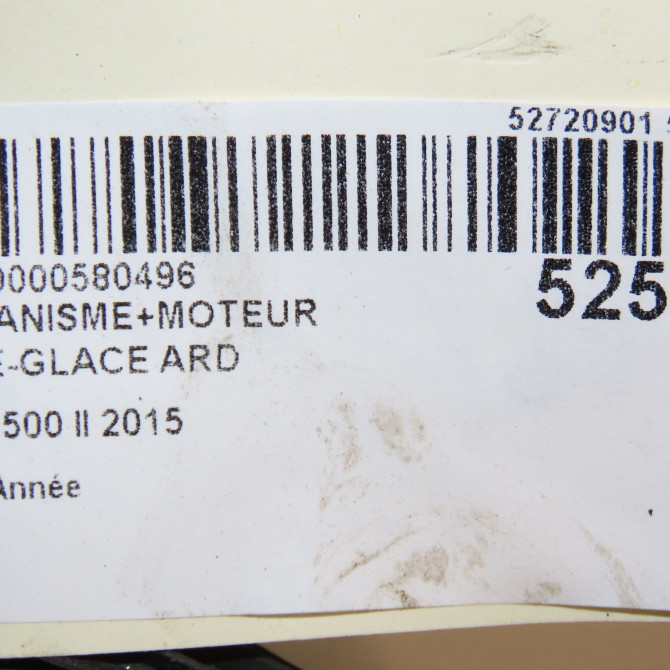 52720901
0000580496
525
ANISME+MOTEUR
E-GLACE ARD
500 II 2015
Année